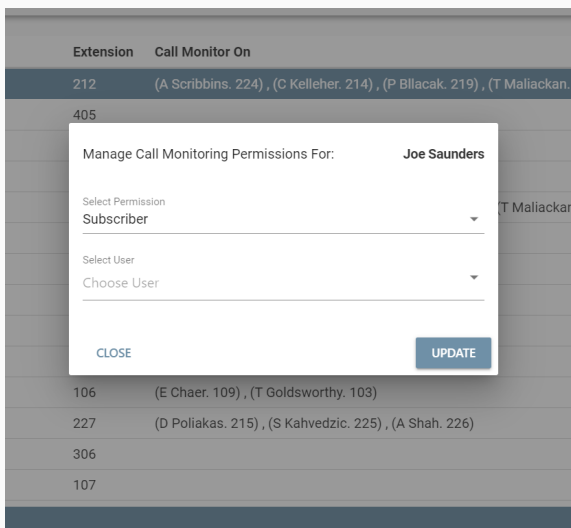 Extension Call Monitor On
212 (A Scribbins. 224) , (C Kelleher. 214) , (P Bllacak. 219) , (T Maliackan.
405
Manage Call Monitoring Permissions For: Joe Saunders
Select Permission
(T Maliackan
Subscriber
Select User
Choose User
CLOSE UPDATE
106 (E Chaer. 109) , (T Goldsworthy. 103)
227 (D Poliakas. 215) , (S Kahvedzic. 225) , (A Shah. 226)
306
107